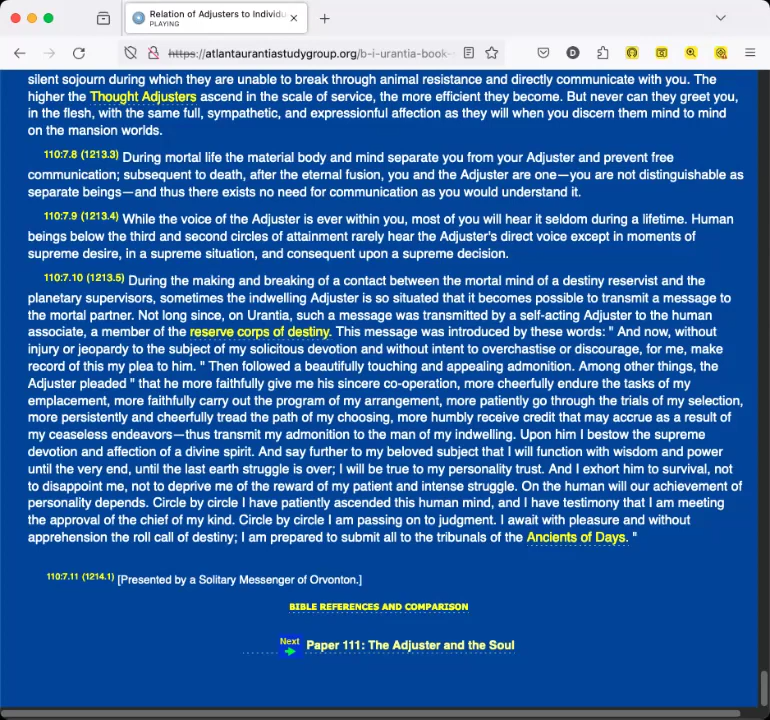 Relation of Adjusters to Individu
PLAYING
https://atlantaurantiastudygroup.org/b-i-urantia-book-
silent sojourn during which they are unable to break through animal resistance and directly communicate with you. The
higher the Thought Adjusters ascend in the scale of service, the more efficient they become. But never can they greet you,
in the flesh, with the same full, sympathetic, and expressionful affection as they will when you discern them mind to mind
on the mansion worlds.
110:7.8 (1213.3) During mortal life the material body and mind separate you from your Adjuster and prevent free
communication; subsequent to death, after the eternal fusion, you and the Adjuster are one—you are not distinguishable as
separate beings—and thus there exists no need for communication as you would understand it.
110:7.9 (1213.4) While the voice of the Adjuster is ever within you, most of you will hear it seldom during a lifetime. Human
beings below the third and second circles of attainment rarely hear the Adjuster's direct voice except in moments of
supreme desire, in a supreme situation, and consequent upon a supreme decision.
110:7.10 (1213.5) During the making and breaking of a contact between the mortal mind of a destiny reservist and the
planetary supervisors, sometimes the indwelling Adjuster is so situated that it becomes possible to transmit a message to
the mortal partner. Not long since, on Urantia, such a message was transmitted by a self-acting Adjuster to the human
associate, a member of the reserve corps of destiny. This message was introduced by these words: " And now, without
injury or jeopardy to the subject of my solicitous devotion and without intent to overchastise or discourage, for me, make
record of this my plea to him. " Then followed a beautifully touching and appealing admonition. Among other things, the
Adjuster pleaded " that he more faithfully give me his sincere co-operation, more cheerfully endure the tasks of my
emplacement, more faithfully carry out the program of my arrangement, more patiently go through the trials of my selection,
more persistently and cheerfully tread the path of my choosing, more humbly receive credit that may accrue as a result of
my ceaseless endeavors—thus transmit my admonition to the man of my indwelling. Upon him I bestow the supreme
devotion and affection of a divine spirit. And say further to my beloved subject that I will function with wisdom and power
until the very end, until the last earth struggle is over; I will be true to my personality trust. And I exhort him to survival, not
to disappoint me, not to deprive me of the reward of my patient and intense struggle. On the human will our achievement of
personality depends. Circle by circle I have patiently ascended this human mind, and I have testimony that I am meeting
the approval of the chief of my kind. Circle by circle I am passing on to judgment. I await with pleasure and without
apprehension the roll call of destiny; I am prepared to submit all to the tribunals of the Ancients of Days. "
110:7.11 (1214.1) [Presented by a Solitary Messenger of Orvonton.]
BIBLE REFERENCES AND COMPARISON
Next Paper 111: The Adjuster and the Soul